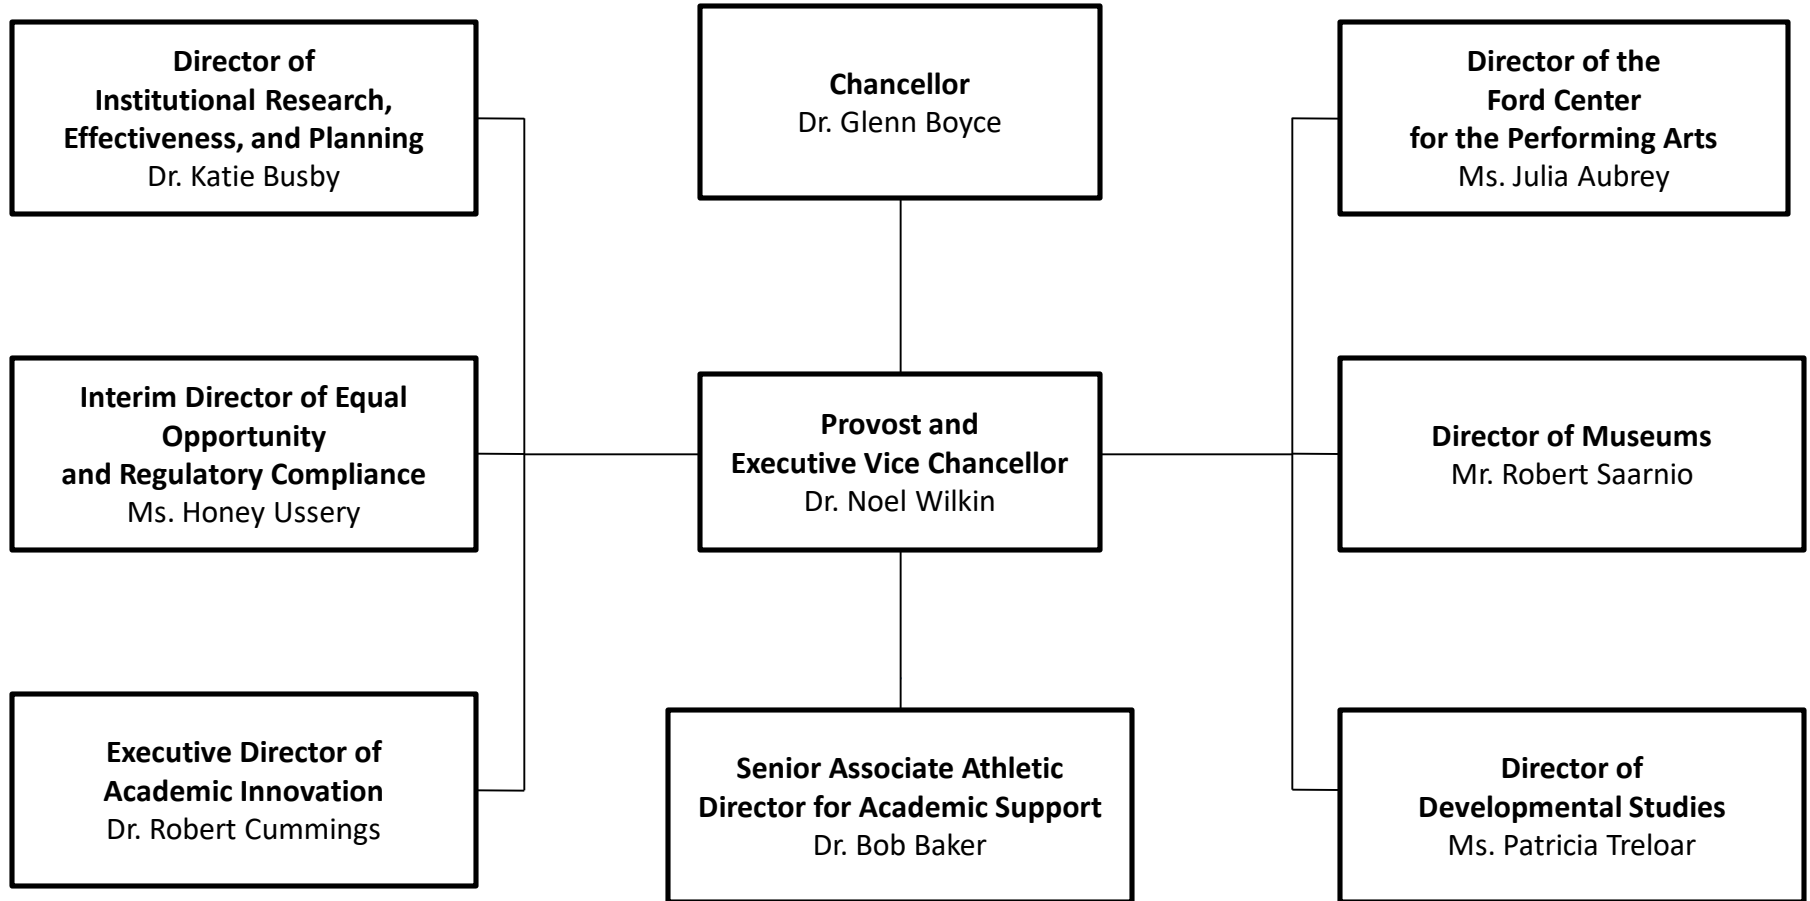 Director of
Institutional Research,
Effectiveness, and Planning
Dr. Katie Busby
Chancellor
Dr. Glenn Boyce
Director of the
Ford Center
for the Performing Arts
Ms. Julia Aubrey
Interim Director of Equal
Opportunity
and Regulatory Compliance
Ms. Honey Ussery
Provost and
Executive Vice Chancellor
Dr. Noel Wilkin
Director of Museums
Mr. Robert Saarnio
Executive Director of
Academic Innovation
Dr. Robert Cummings
Senior Associate Athletic
Director for Academic Support
Dr. Bob Baker
Director of
Developmental Studies
Ms. Patricia Treloar